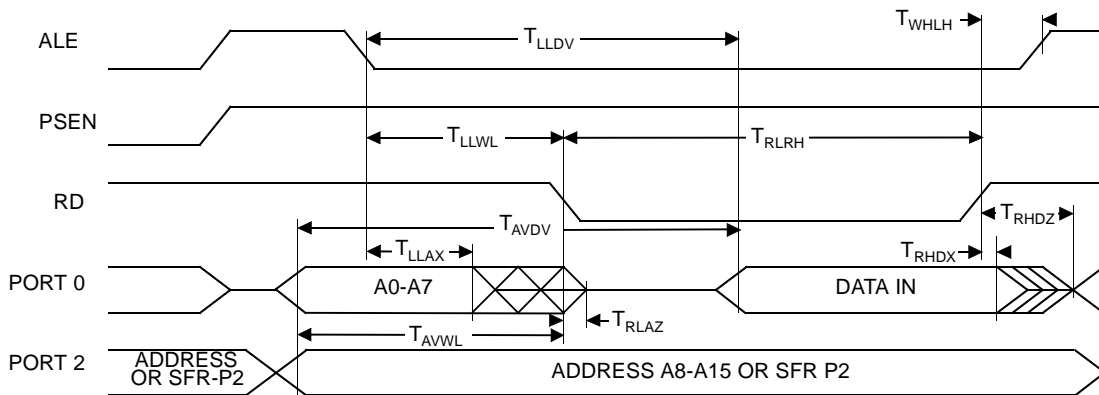 T_WHLH
ALE
T_LLDV
PSEN
T_LLWL
T_RLRH
RD
T_AVDV
T_RHDZ
T_LLAX
T_RHDX
PORT 0
A0-A7
DATA IN
T_RLAZ
T_AVWL
PORT 2
ADDRESS
OR SFR-P2
ADDRESS A8-A15 OR SFR P2